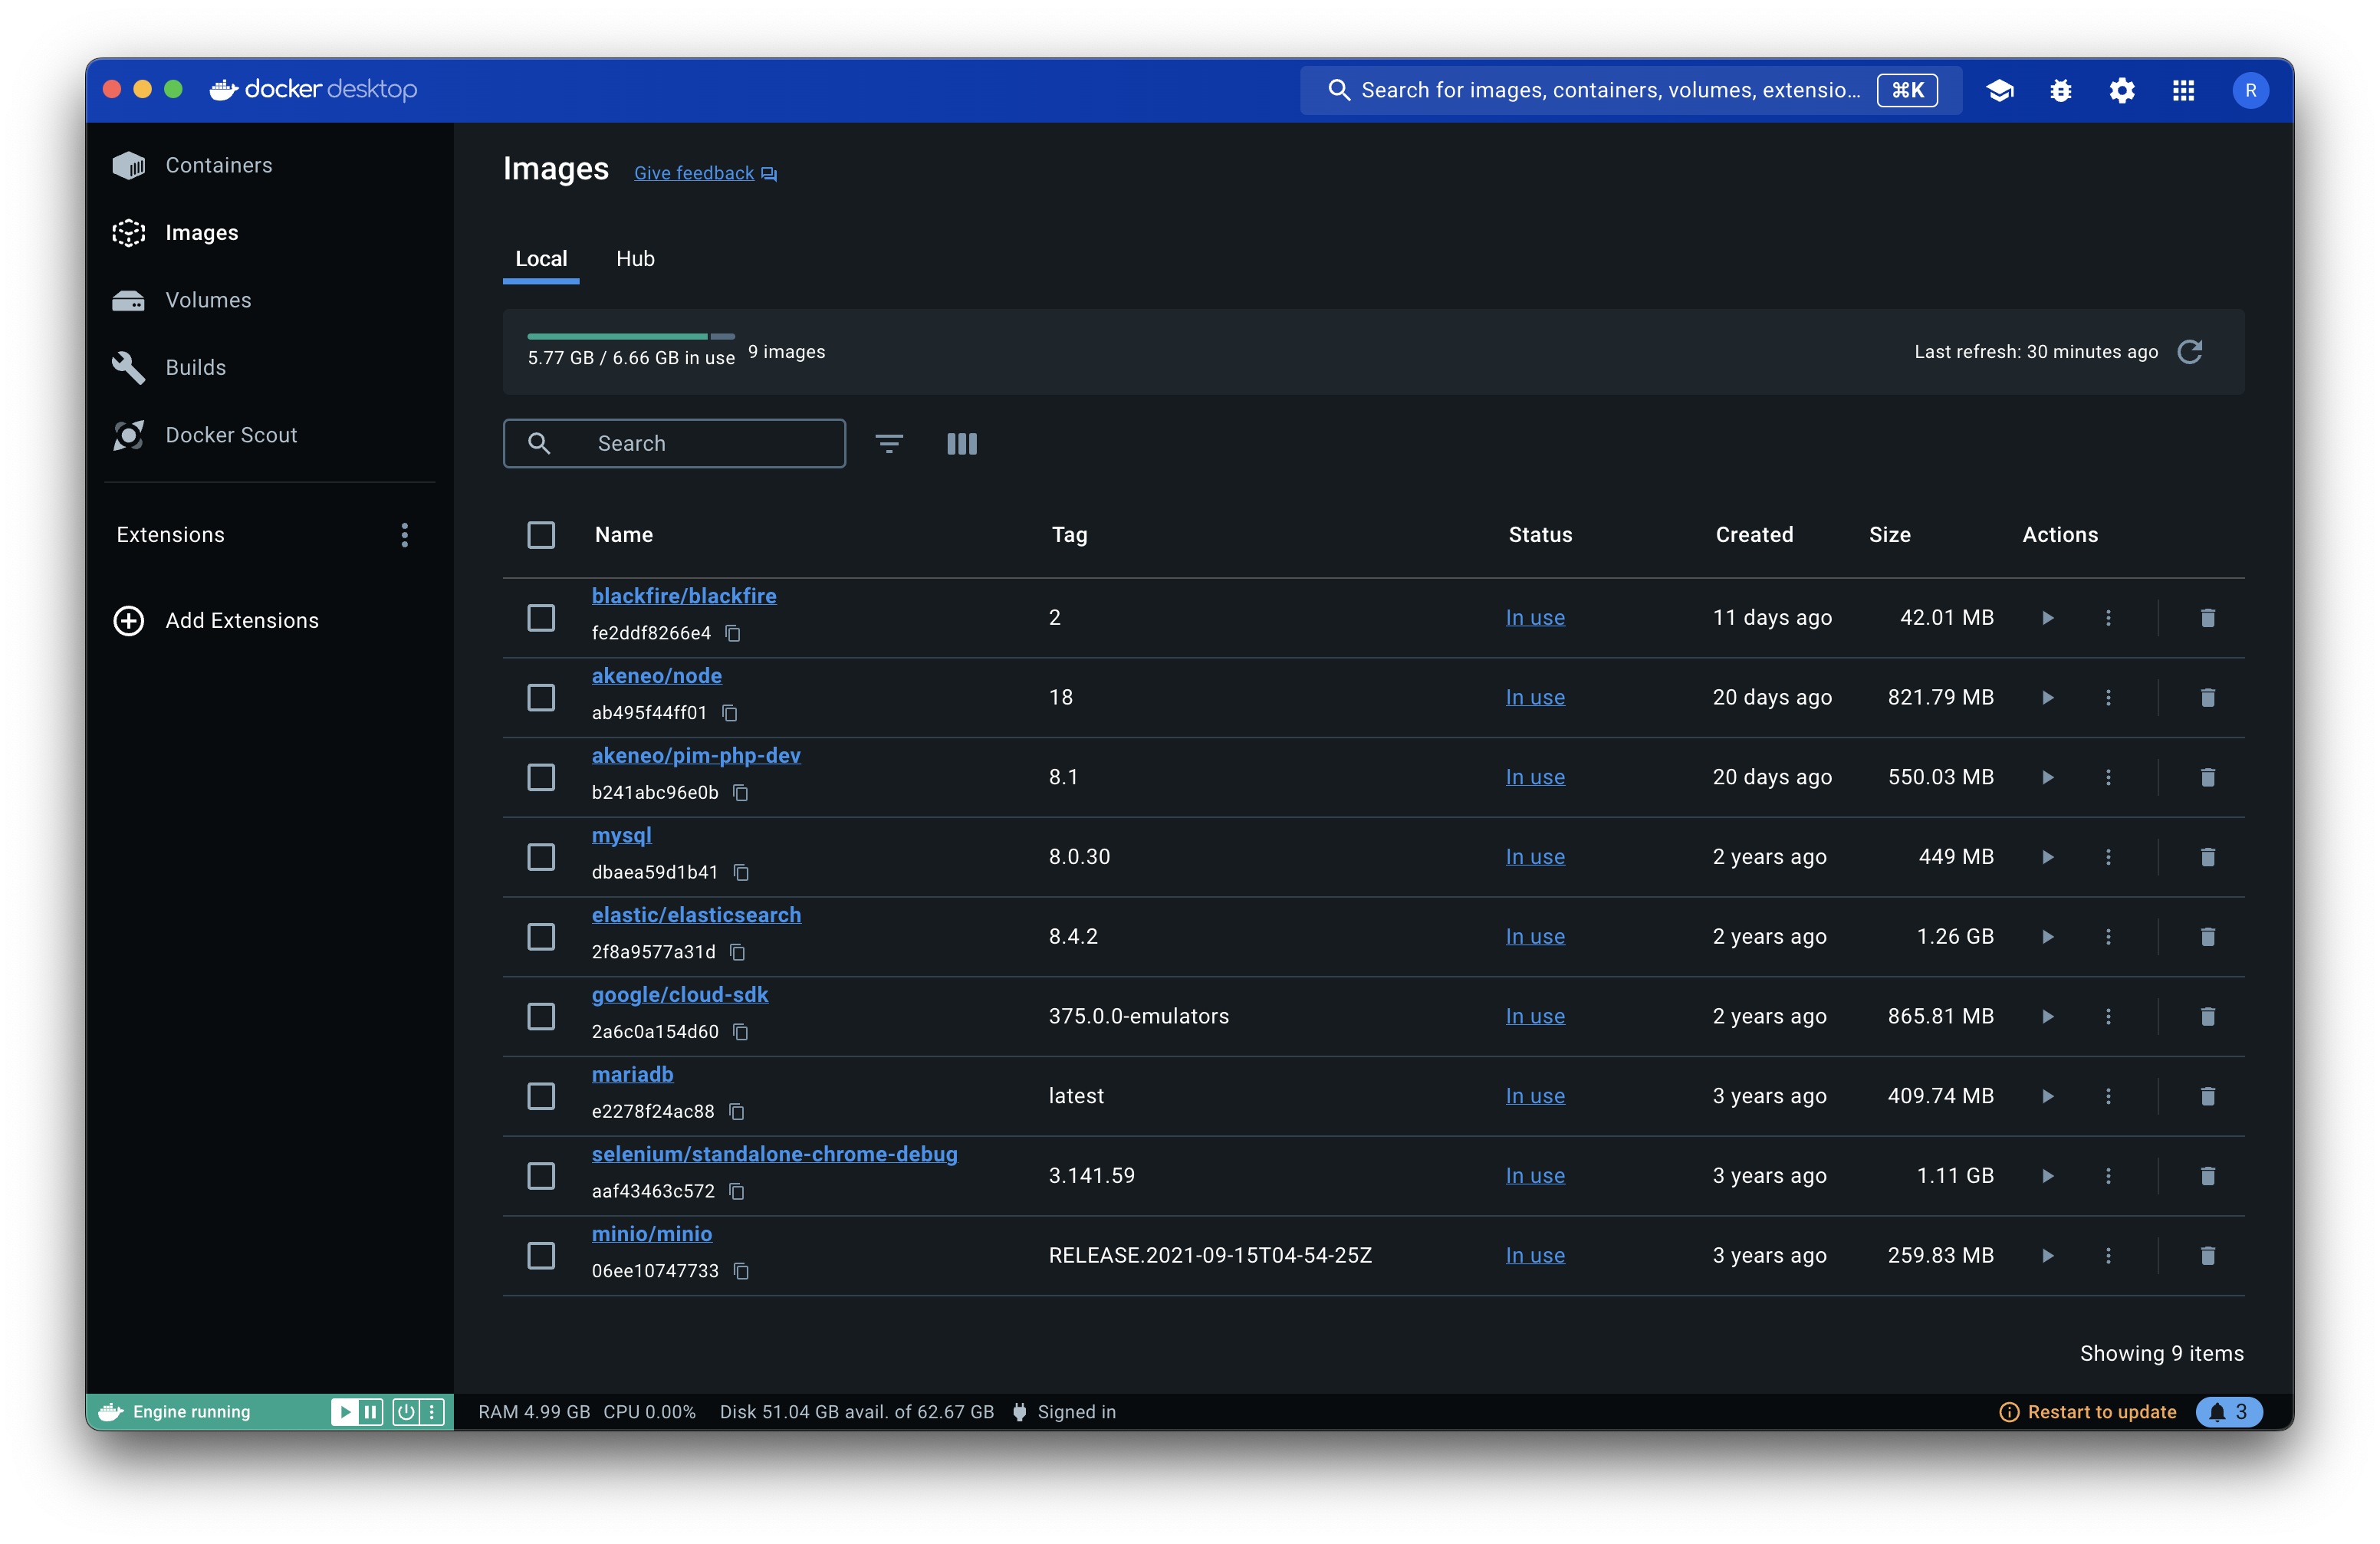 docker desktop
Search for images, containers, volumes, extensio... ⌘K
R
Containers
Images
Volumes
Builds
Docker Scout
Extensions
Add Extensions
Images Give feedback
Local Hub
5.77 GB / 6.66 GB in use 9 images
Last refresh: 30 minutes ago
Search
Name Tag Status Created Size Actions
blackfire/blackfire
fe2ddf8266e4
2 In use 11 days ago 42.01 MB
akeneo/node
ab495f44ff01
18 In use 20 days ago 821.79 MB
akeneo/pim-php-dev
b241abc96e0b
8.1 In use 20 days ago 550.03 MB
mysql
dbaea59d1b41
8.0.30 In use 2 years ago 449 MB
elastic/elasticsearch
2f8a9577a31d
8.4.2 In use 2 years ago 1.26 GB
google/cloud-sdk
2a6c0a154d60
375.0.0-emulators In use 2 years ago 865.81 MB
mariadb
e2278f24ac88
latest In use 3 years ago 409.74 MB
selenium/standalone-chrome-debug
aaf43463c572
3.141.59 In use 3 years ago 1.11 GB
minio/minio
06ee10747733
RELEASE.2021-09-15T04-54-25Z In use 3 years ago 259.83 MB
Showing 9 items
Engine running
RAM 4.99 GB CPU 0.00% Disk 51.04 GB avail. of 62.67 GB Signed in
Restart to update 3